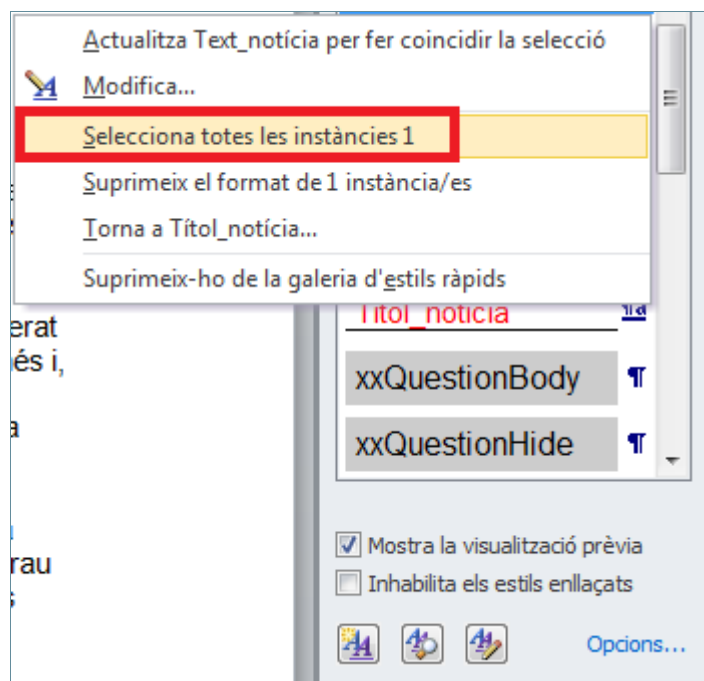 Actualitza Text_notícia per fer coincidir la selecció
Modifica...
Selecciona totes les instàncies 1
Suprimeix el format de 1 instància/es
Torna a Títol_notícia...
Suprimeix-ho de la galeria d'estils ràpids
Títol_notícia
erat
és i,
xxQuestionBody ¶
a
xxQuestionHide ¶
rau
Mostra la visualització prèvia
Inhabilita els estils enllaçats
Opcions...